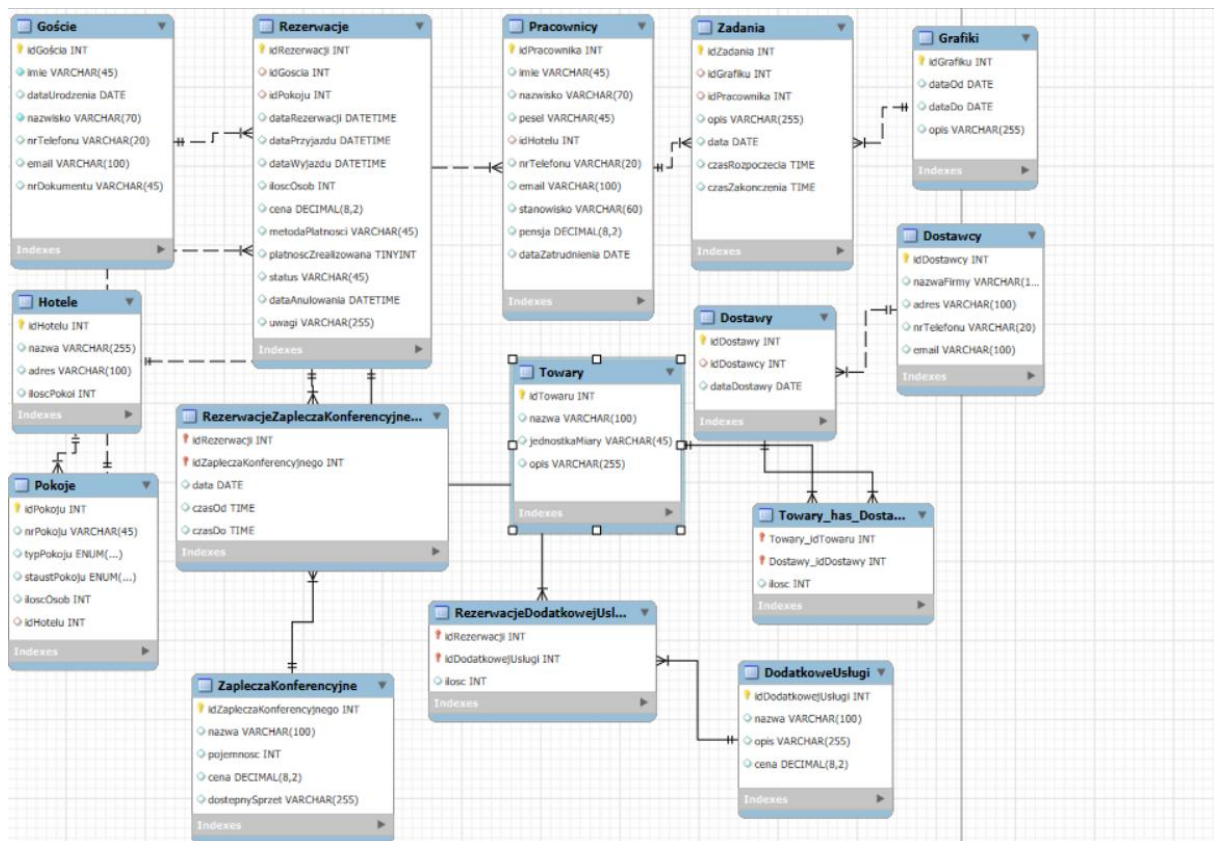 Goście
idGościa INT
imie VARCHAR(45)
dataUrodzenia DATE
nazwisko VARCHAR(70)
nrTelefonu VARCHAR(20)
email VARCHAR(100)
nrDokumentu VARCHAR(45)
Indexes
Rezerwacje
idRezerwacji INT
idGoscia INT
idPokoju INT
dataRezerwacji DATETIME
dataPrzyjazdu DATETIME
dataWyjazdu DATETIME
iloscOsob INT
cena DECIMAL(8,2)
metodaPlatnosci VARCHAR(45)
platnoscZrealizowana TINYINT
status VARCHAR(45)
dataAnulowania DATETIME
uwagi VARCHAR(255)
Indexes
Pracownicy
idPracownika INT
imie VARCHAR(45)
nazwisko VARCHAR(70)
pesel VARCHAR(45)
idHotelu INT
nrTelefonu VARCHAR(20)
email VARCHAR(100)
stanowisko VARCHAR(60)
pensja DECIMAL(8,2)
dataZatrudnienia DATE
Indexes
Zadania
idZadania INT
idGrafiku INT
idPracownika INT
opis VARCHAR(255)
data DATE
czasRozpoczecia TIME
czasZakonczenia TIME
Indexes
Grafiki
idGrafiku INT
dataOd DATE
dataDo DATE
opis VARCHAR(255)
Indexes
Dostawcy
idDostawcy INT
nazwaFirmy VARCHAR(1...
adres VARCHAR(100)
nrTelefonu VARCHAR(20)
email VARCHAR(100)
Indexes
Hotele
idHotelu INT
nazwa VARCHAR(255)
adres VARCHAR(100)
iloscPokoi INT
Indexes
Dostawy
idDostawy INT
idDostawcy INT
dataDostawy DATE
Indexes
Towary
idTowaru INT
nazwa VARCHAR(100)
jednostkaMiary VARCHAR(45)
opis VARCHAR(255)
Indexes
RezerwacjeZapleczaKonferencyjne...
idRezerwacji INT
idZapleczaKonferencyjnego INT
data DATE
czasOd TIME
czasDo TIME
Indexes
Pokoje
idPokoju INT
nrPokoju VARCHAR(45)
typPokoju ENUM(...)
staustPokoju ENUM(...)
iloscOsob INT
idHotelu INT
Indexes
Towary_has_Dosta...
Towary_idTowaru INT
Dostawy_idDostawy INT
ilosc INT
Indexes
RezerwacjeDodatkowejUsł...
idRezerwacji INT
idDodatkowejUslugi INT
ilosc INT
Indexes
ZapleczaKonferencyjne
idZapleczaKonferencyjnego INT
nazwa VARCHAR(100)
pojemnosc INT
cena DECIMAL(8,2)
dostepnySprzet VARCHAR(255)
Indexes
DodatkoweUsługi
idDodatkowejUslugi INT
nazwa VARCHAR(100)
opis VARCHAR(255)
cena DECIMAL(8,2)
Indexes